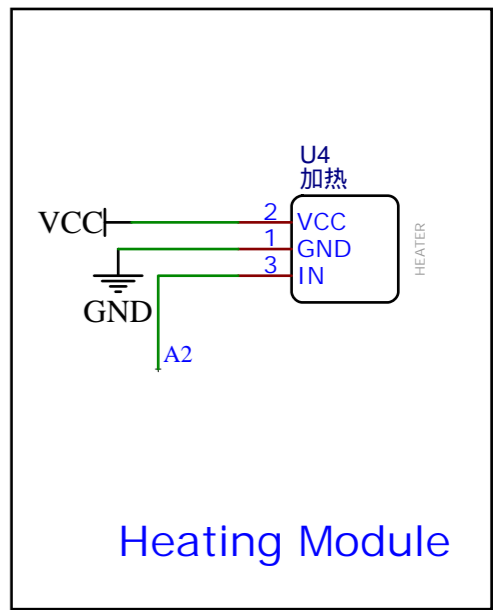 U4
加热
VCC 2 VCC
1 GND
3 IN
GND
HEATER
A2
Heating Module